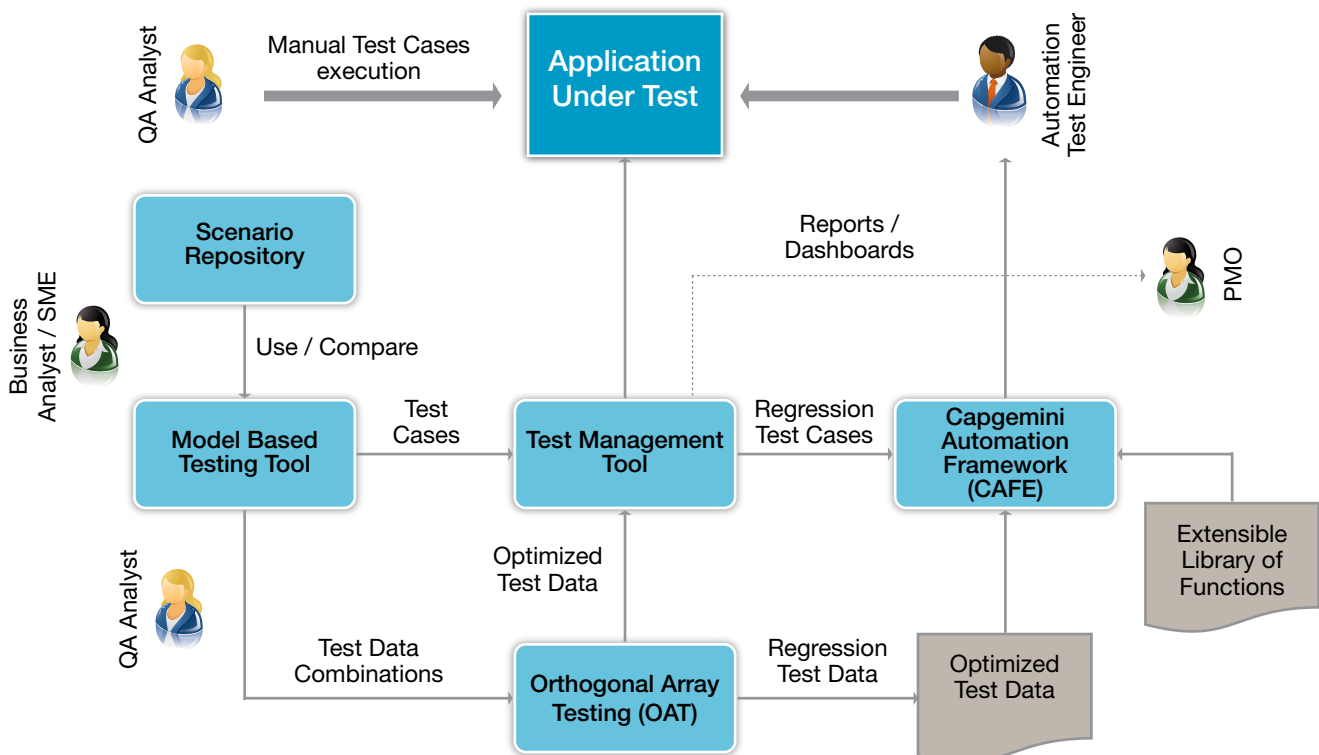 QA Analyst
Manual Test Cases
execution
Application
Under Test
Automation
Test Engineer
Scenario
Repository
Reports /
Dashboards
PMO
Business
Analyst / SME
Use / Compare
Model Based
Testing Tool
Test
Cases
Test Management
Tool
Regression
Test Cases
Capgemini
Automation
Framework
(CAFE)
Extensible
Library of
Functions
QA Analyst
Optimized
Test Data
Test Data
Combinations
Orthogonal Array
Testing (OAT)
Regression
Test Data
Optimized
Test Data